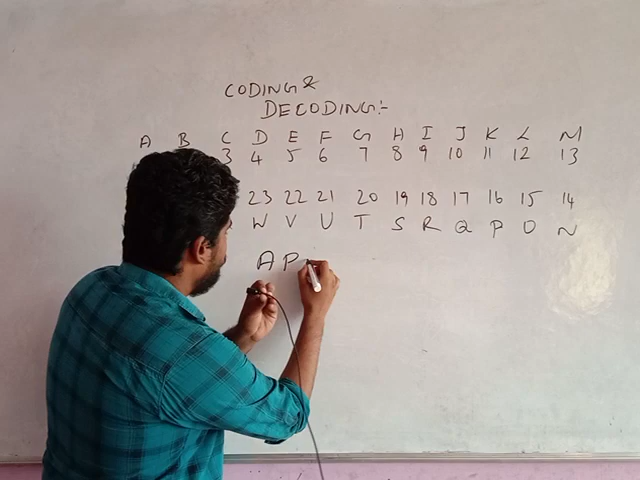 CODING &
DECODING:-
A B C D E F G H I J K L M
3 4 5 6 7 8 9 10 11 12 13
23 22 21 20 19 18 17 16 15 14
W V U T S R Q P O N
A P